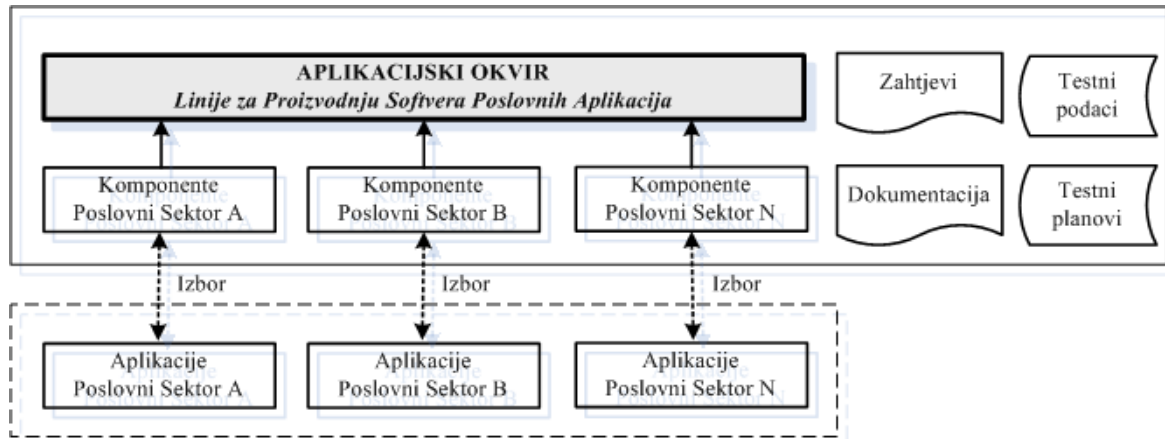 APLIKACIJSKI OKVIR
Linije za Proizvodnju Softvera Poslovnih Aplikacija
Zahtjevi
Testni
podaci
Komponente
Poslovni Sektor A
Komponente
Poslovni Sektor B
Komponente
Poslovni Sektor N
Dokumentacija
Testni
planovi
Izbor
Izbor
Izbor
Aplikacije
Poslovni Sektor A
Aplikacije
Poslovni Sektor B
Aplikacije
Poslovni Sektor N